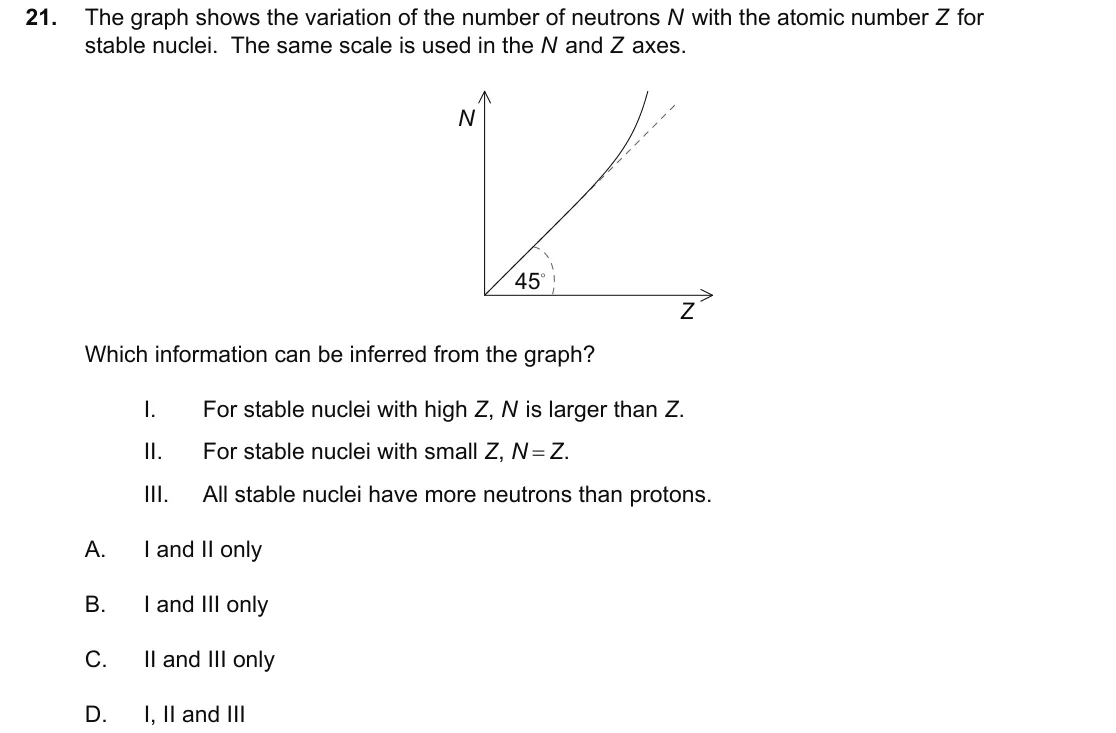 21. The graph shows the variation of the number of neutrons N with the atomic number Z for
stable nuclei. The same scale is used in the N and Z axes.
N
45°
Z
Which information can be inferred from the graph?
I. For stable nuclei with high Z, N is larger than Z.
II. For stable nuclei with small Z, N = Z.
III. All stable nuclei have more neutrons than protons.
A. I and II only
B. I and III only
C. II and III only
D. I, II and III